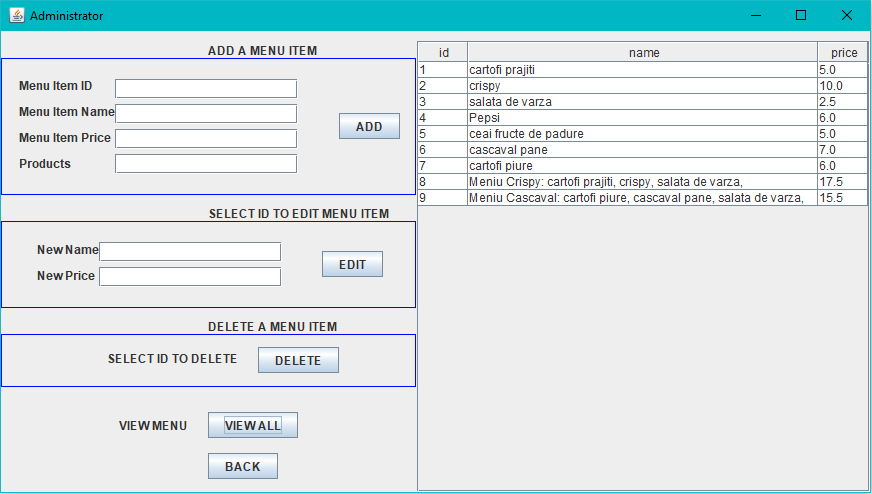 Administrator
ADD A MENU ITEM
Menu Item ID
Menu Item Name
Menu Item Price
Products
ADD
SELECT ID TO EDIT MENU ITEM
New Name
New Price
EDIT
DELETE A MENU ITEM
SELECT ID TO DELETE
DELETE
VIEW MENU
VIEW ALL
BACK
id name price
1 cartofi prajiti 5.0
2 crispy 10.0
3 salata de varza 2.5
4 Pepsi 6.0
5 ceai fructe de padure 5.0
6 cascaval pane 7.0
7 cartofi piure 6.0
8 Meniu Crispy: cartofi prajiti, crispy, salata de varza, 17.5
9 Meniu Cascaval: cartofi piure, cascaval pane, salata de varza, 15.5